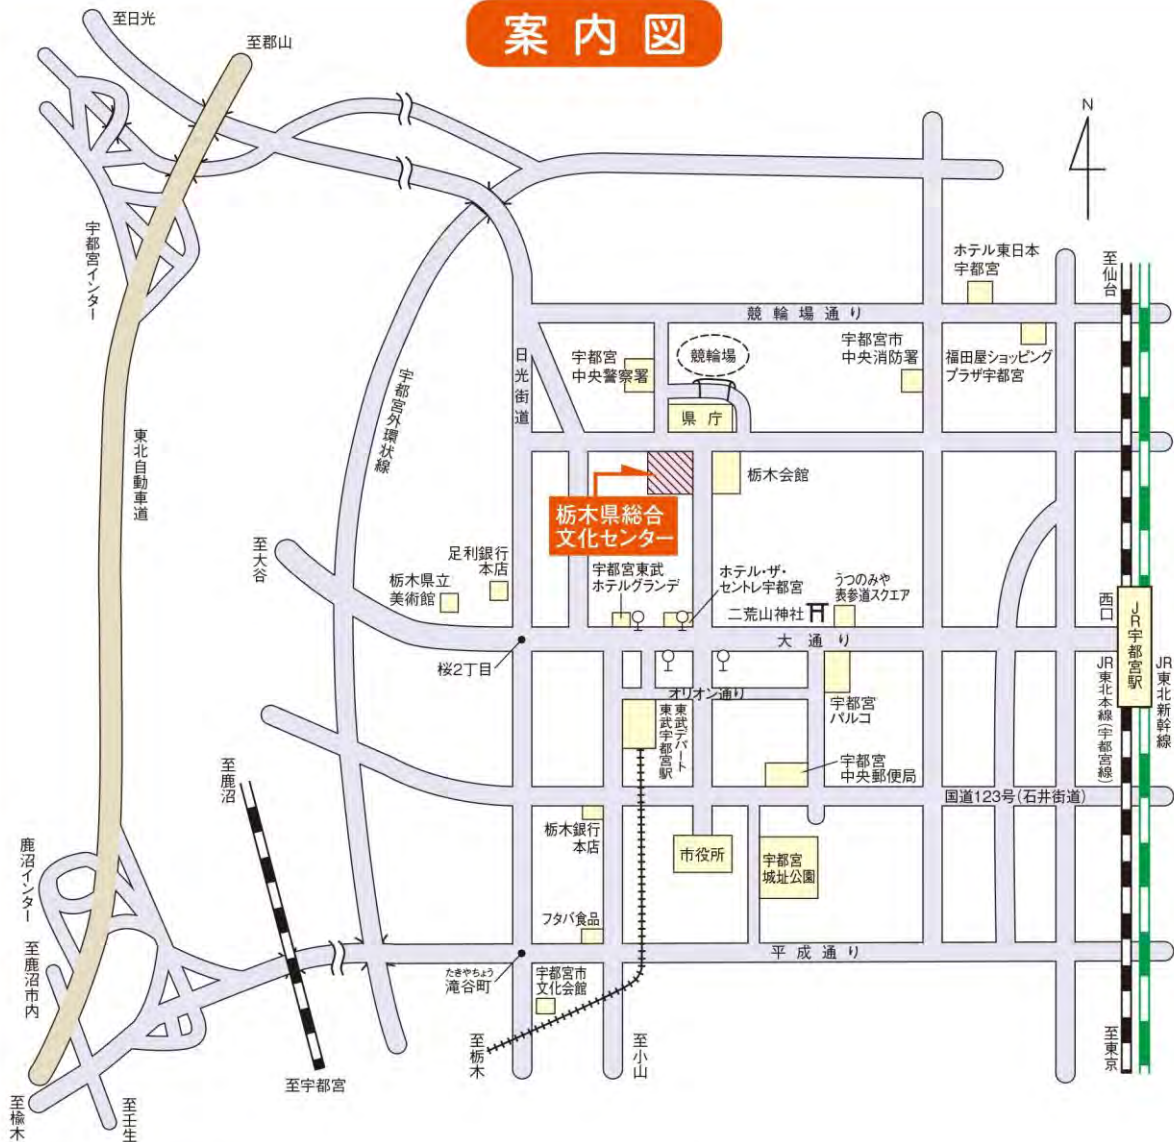 案内図
至日光
至郡山
N
宇都宮インター
東北自動車道
宇都宮外環状線
日光街道
競輪場通り
ホテル東日本
宇都宮
至仙台
宇都宮
中央警察署
競輪場
宇都宮市
中央消防署
福田屋ショッピング
プラザ宇都宮
県庁
栃木会館
栃木県総合
文化センター
至大谷
足利銀行
本店
栃木県立
美術館
宇都宮東武
ホテルグランデ
ホテル・ザ・
セントレ宇都宮
二荒山神社
うつのみや
表参道スクエア
西口
JR宇都宮駅
大通り
桜2丁目
オリオン通り
東武デパート
東武宇都宮駅
宇都宮
パルコ
JR東北本線(宇都宮線)
JR東北新幹線
至鹿沼
宇都宮
中央郵便局
国道123号(石井街道)
栃木銀行
本店
市役所
宇都宮
城址公園
鹿沼インター
フタバ食品
平成通り
至鹿沼市内
たきやちょう
滝谷町
宇都宮市
文化会館
至栃木
至小山
至東京
至宇都宮
至楡木
至壬生